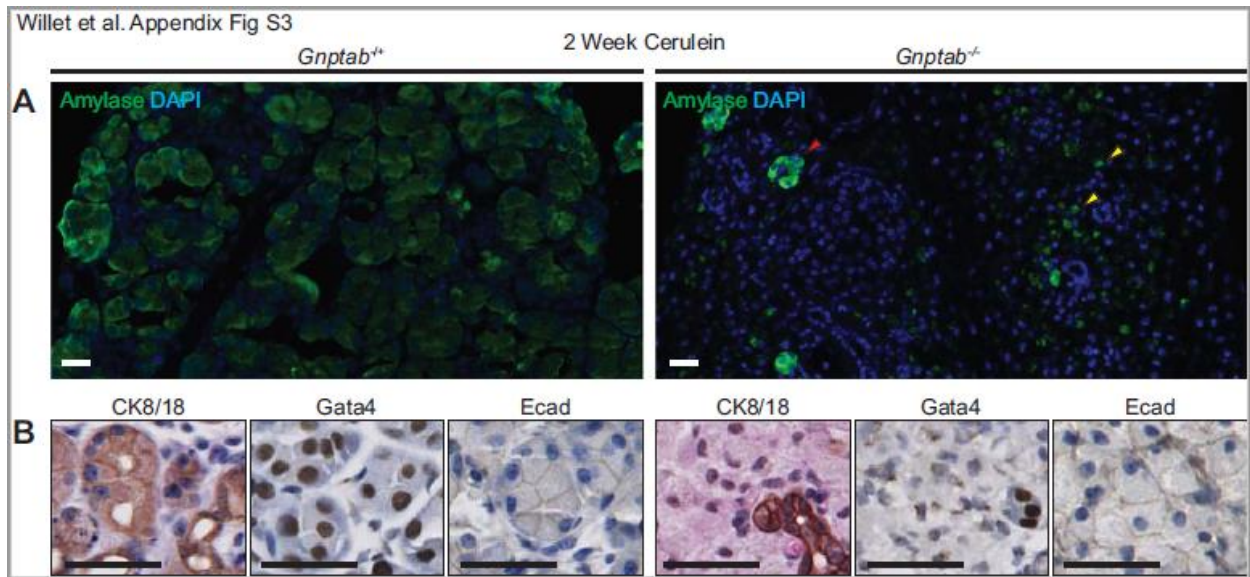 Willet et al. Appendix Fig S3
2 Week Cerulein
Gnptab-/+
Gnptab-/-
A
Amylase DAPI
Amylase DAPI
B
CK8/18 Gata4 Ecad
CK8/18 Gata4 Ecad